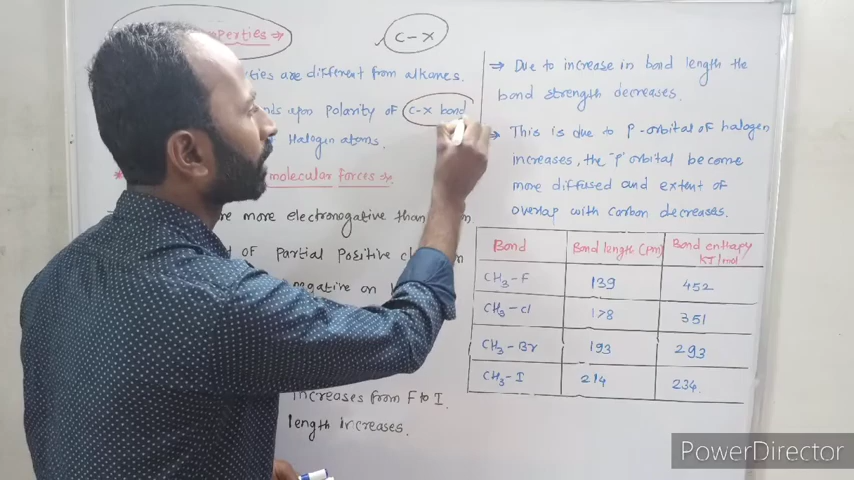 perties ⇒
C-X
ties are different from alkanes.
nds upon Polarity of C-X bond
Halogen atoms.
molecular forces ⇒
re more electronegative than
t of Partial Positive
negative on
increases from F to I.
length increases.
⇒ Due to increase in bond length the
bond strength decreases.
⇒ This is due to P-orbital of halogen
increases, the "P" orbital become
more diffused and extent of
overlap with carbon decreases.
Bond Bond length (Pm) Bond entlapy KJ/mol
CH3-F 139 452
CH3-Cl 178 351
CH3-Br 193 293
CH3-I 214 234.
PowerDirector